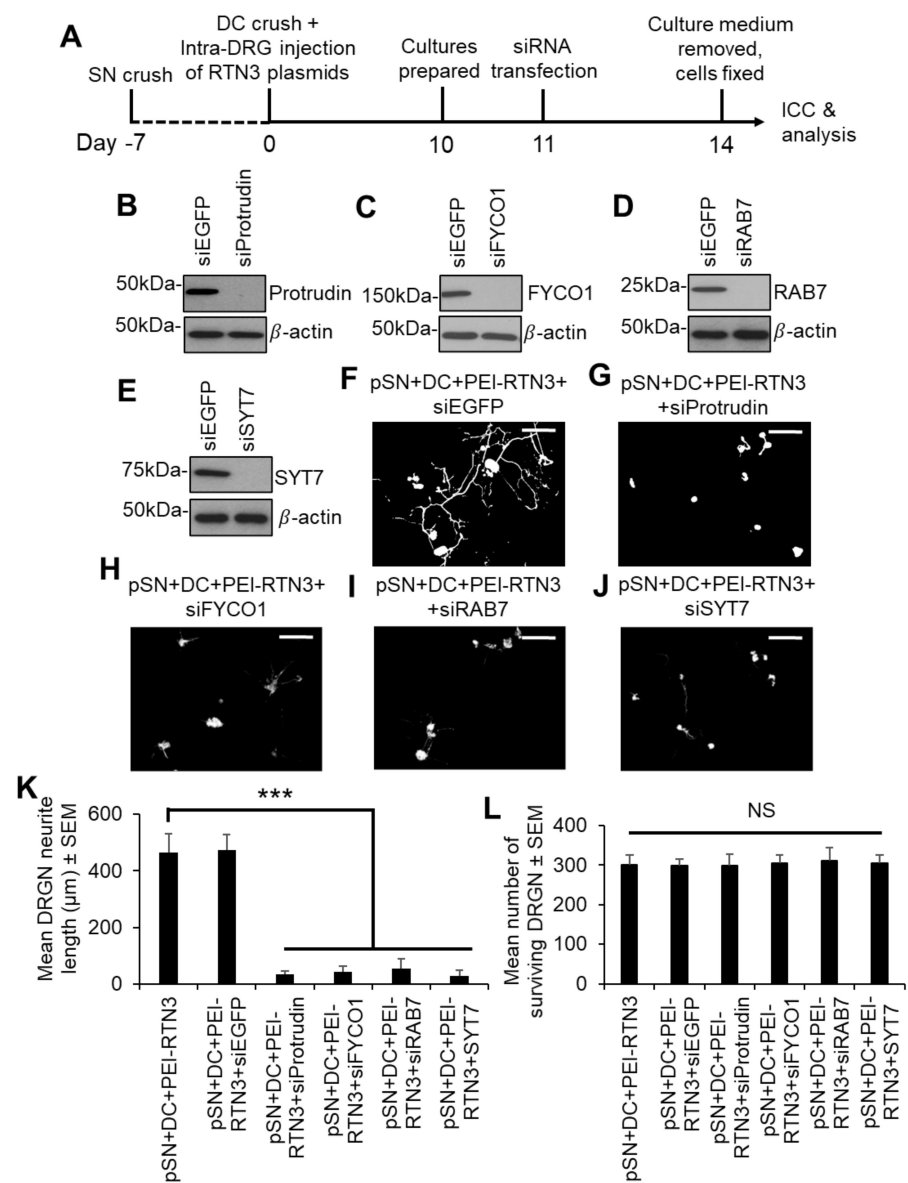 A
SN crush
DC crush +
Intra-DRG injection
of RTN3 plasmids
Cultures
prepared
siRNA
transfection
Culture medium
removed,
cells fixed
ICC &
analysis
Day -7
0
10
11
14
B
siEGFP
siProtrudin
50kDa-
Protrudin
50kDa-
β-actin
C
siEGFP
siFYCO1
150kDa-
FYCO1
50kDa-
β-actin
D
siEGFP
siRAB7
25kDa-
RAB7
50kDa-
β-actin
E
siEGFP
siSYT7
75kDa-
SYT7
50kDa-
β-actin
F
pSN+DC+PEI-RTN3+
siEGFP
G
pSN+DC+PEI-RTN3
+siProtrudin
H
pSN+DC+PEI-RTN3+
siFYCO1
I
pSN+DC+PEI-RTN3
+siRAB7
J
pSN+DC+PEI-RTN3+
siSYT7
K
Mean DRGN neurite
length (µm) ± SEM
600
400
200
0
***
pSN+DC+PEI-RTN3
pSN+DC+PEI-
RTN3+siEGFP
pSN+DC+PEI-
RTN3+siProtrudin
pSN+DC+PEI-
RTN3+siFYCO1
pSN+DC+PEI-
RTN3+siRAB7
pSN+DC+PEI-
RTN3+SYT7
L
Mean number of
surviving DRGN ± SEM
400
300
200
100
0
NS
pSN+DC+PEI-RTN3
pSN+DC+PEI-
RTN3+siEGFP
pSN+DC+PEI-
RTN3+siProtrudin
pSN+DC+PEI-
RTN3+siFYCO1
pSN+DC+PEI-
RTN3+siRAB7
pSN+DC+PEI-
RTN3+SYT7